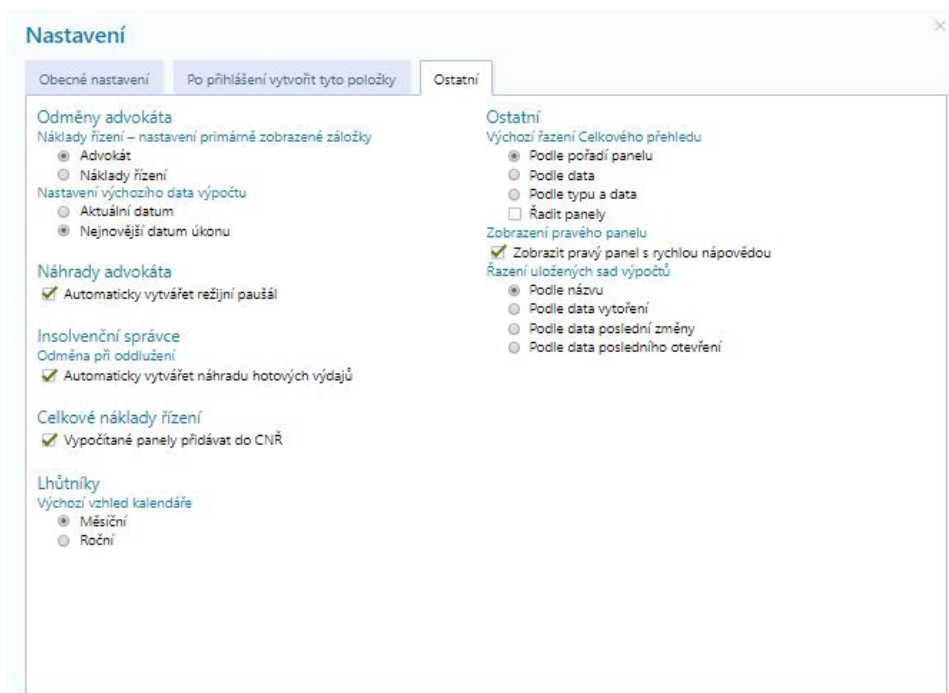 Nastavení
Obecné nastavení
Po přihlášení vytvořit tyto položky
Ostatní
Odměny advokáta
Náklady řízení – nastavení primárně zobrazené záložky
Advokát
Náklady řízení
Nastavení výchozího data výpočtu
Aktuální datum
Nejnovější datum úkonu
Náhrady advokáta
Automaticky vytvářet režijní paušál
Insolvenční správce
Odměna při oddlužení
Automaticky vytvářet náhradu hotových výdajů
Celkové náklady řízení
Vypočítané panely přidávat do CNŘ
Lhůtníky
Výchozí vzhled kalendáře
Měsíční
Roční
Ostatní
Výchozí řazení Celkového přehledu
Podle pořadí panelu
Podle data
Podle typu a data
Řadit panely
Zobrazení pravého panelu
Zobrazit pravý panel s rychlou nápovědou
Řazení uložených sad výpočtů
Podle názvu
Podle data vytoření
Podle data poslední změny
Podle data posledního otevření